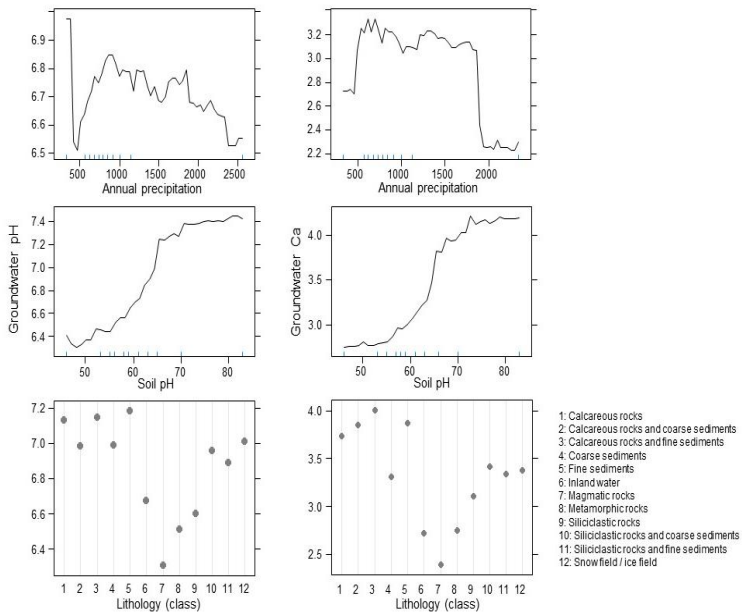 6.9
6.8
6.7
6.6
6.5
500 1000 1500 2000 2500
Annual precipitation
3.2
3.0
2.8
2.6
2.4
2.2
500 1000 1500 2000
Annual precipitation
Groundwater pH
7.4
7.2
7.0
6.8
6.6
6.4
50 60 70 80
Soil pH
Groundwater Ca
4.0
3.5
3.0
50 60 70 80
Soil pH
7.2
7.0
6.8
6.6
6.4
1 2 3 4 5 6 7 8 9 10 11 12
Lithology (class)
4.0
3.5
3.0
2.5
1 2 3 4 5 6 7 8 9 10 11 12
Lithology (class)
1: Calcareous rocks
2: Calcareous rocks and coarse sediments
3: Calcareous rocks and fine sediments
4: Coarse sediments
5: Fine sediments
6: Inland water
7: Magmatic rocks
8: Metamorphic rocks
9: Siliciclastic rocks
10: Siliciclastic rocks and coarse sediments
11: Siliciclastic rocks and fine sediments
12: Snow field / ice field